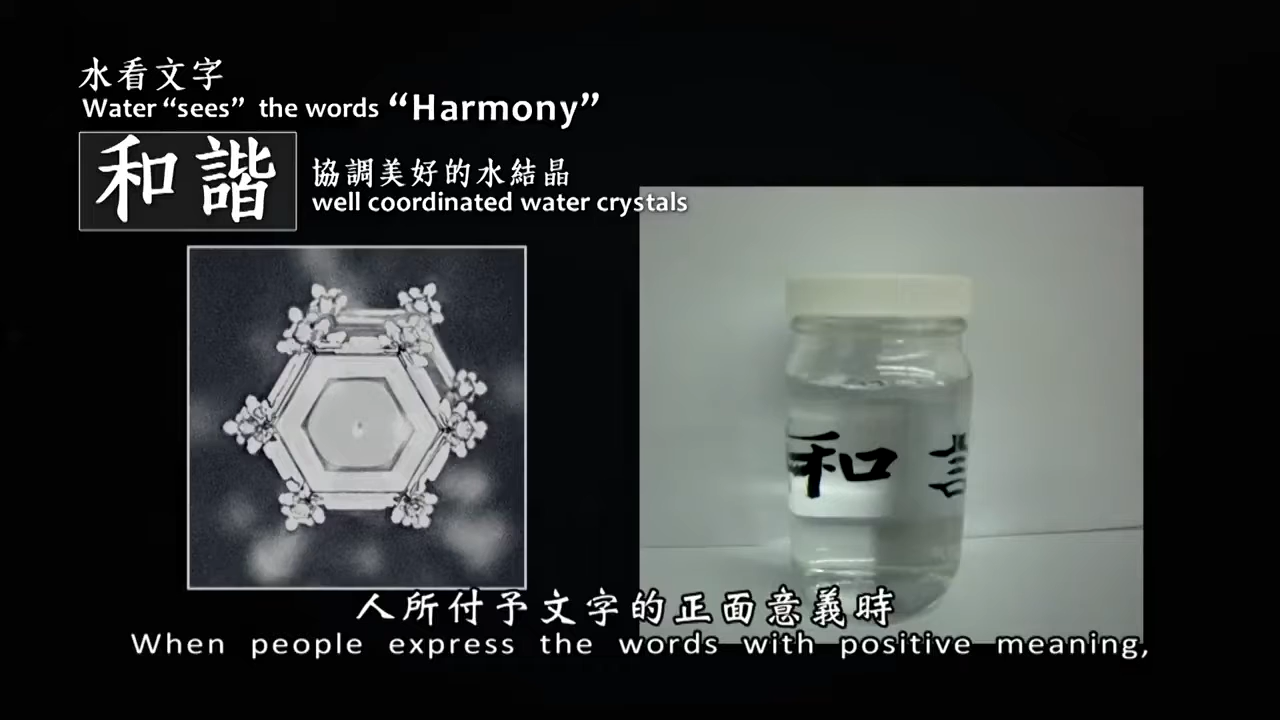 水看文字
Water “sees” the words “Harmony”
和諧
協調美好的水結晶
well coordinated water crystals
和
人所付予文字的正面意義時
When people express the words with positive meaning,